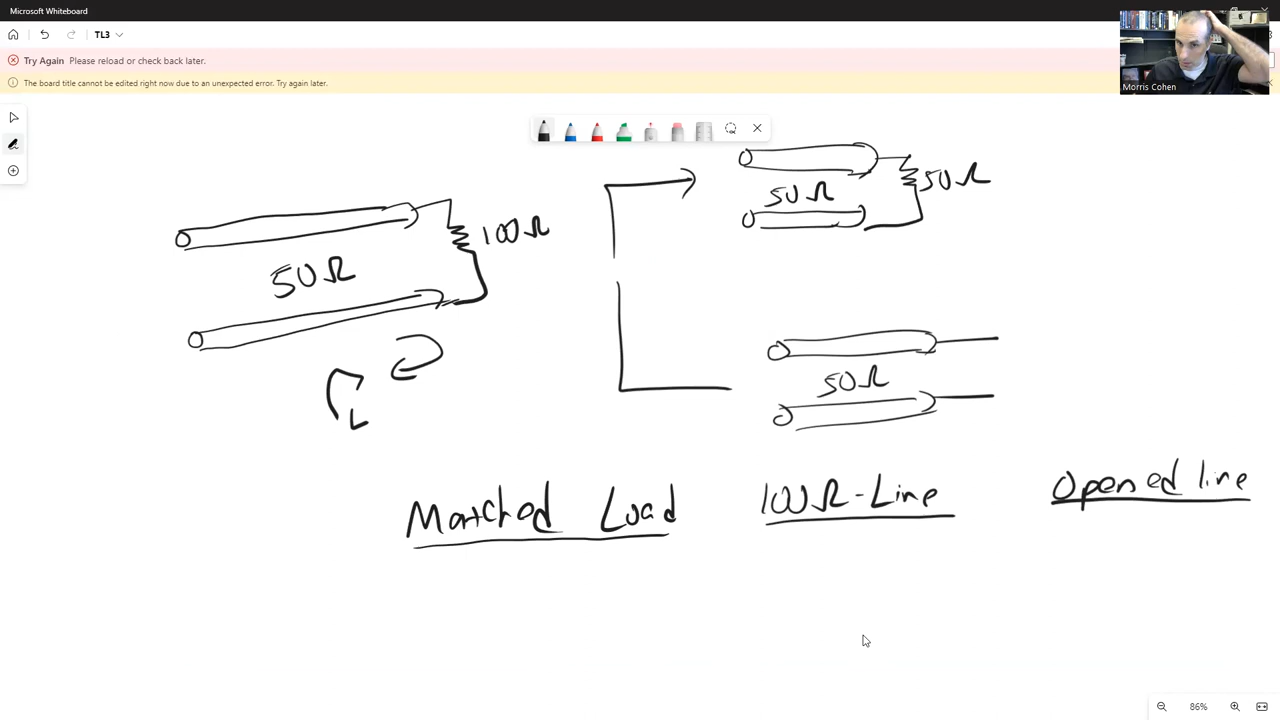 Microsoft Whiteboard
TL3
Try Again Please reload or check back later.
The board title cannot be edited right now due to an unexpected error. Try again later.
Morris Cohen
50Ω
100Ω
50Ω
50Ω
50Ω
Matched Load
100Ω-Line
Opened line
86%